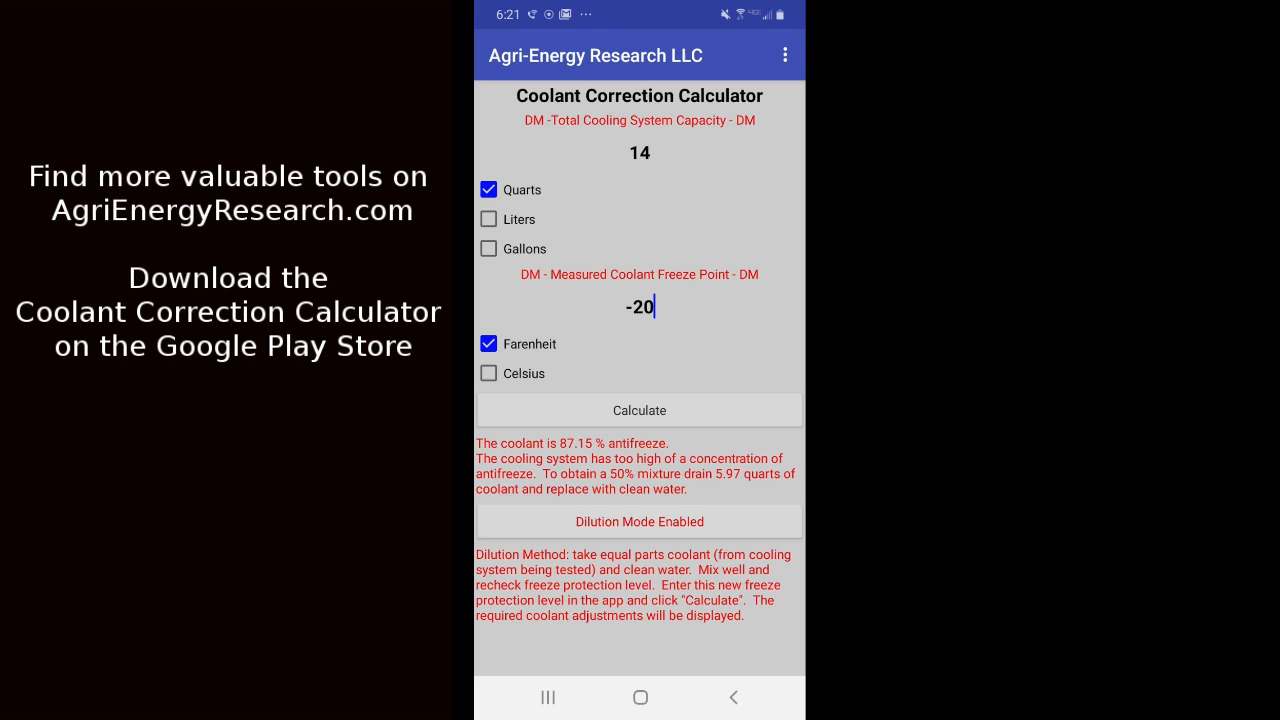 Find more valuable tools on
AgriEnergyResearch.com
Download the
Coolant Correction Calculator
on the Google Play Store
6:21
Agri-Energy Research LLC
Coolant Correction Calculator
DM -Total Cooling System Capacity - DM
14
Quarts
Liters
Gallons
DM - Measured Coolant Freeze Point - DM
-20
Farenheit
Celsius
Calculate
The coolant is 87.15 % antifreeze.
The cooling system has too high of a concentration of
antifreeze.  To obtain a 50% mixture drain 5.97 quarts of
coolant and replace with clean water.
Dilution Mode Enabled
Dilution Method: take equal parts coolant (from cooling
system being tested) and clean water.  Mix well and
recheck freeze protection level.  Enter this new freeze
protection level in the app and click "Calculate".  The
required coolant adjustments will be displayed.